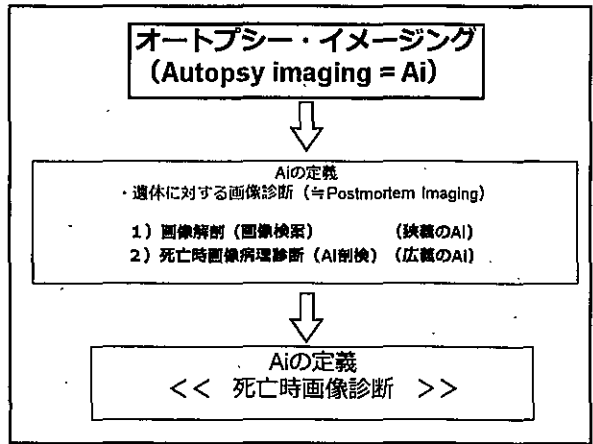 オートプシー・イメージング
（Autopsy imaging = Ai）
Aiの定義
・遺体に対する画像診断（≒Postmortem Imaging）
１）画像解剖（画像検案） （狭義のAI）
２）死亡時画像病理診断（AI剖検）（広義のAI）
Aiの定義
＜＜ 死亡時画像診断 ＞＞